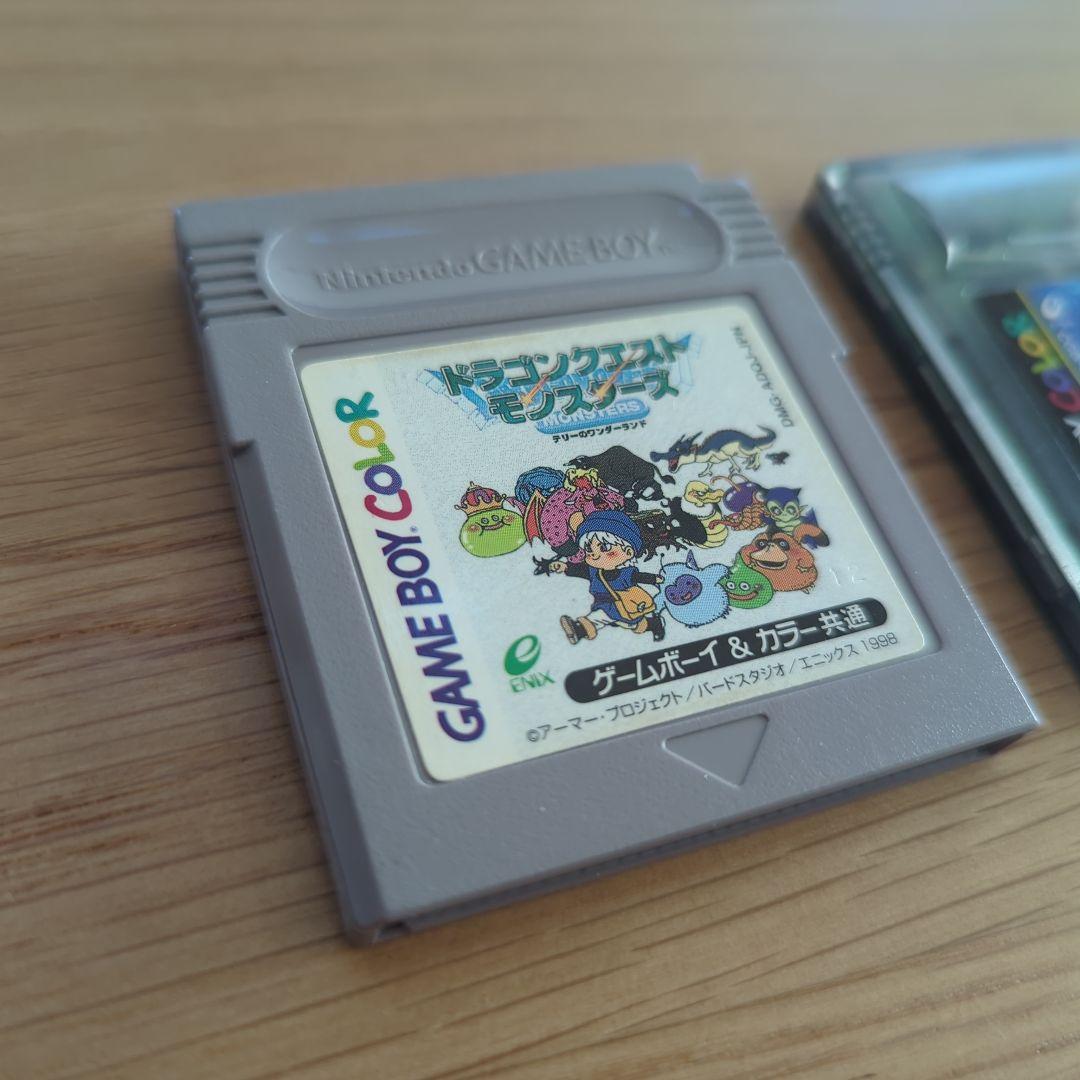 Nintendo GAME BOY
ドラゴンクエスト
モンスターズ
MONSTERS
テリーのワンダーランド
DMG-ADQJ-JPN
GAME BOY COLOR
12
ENIX
ゲームボーイ & カラー共通
©アーマー・プロジェクト/バードスタジオ/エニックス 1998
COLOR